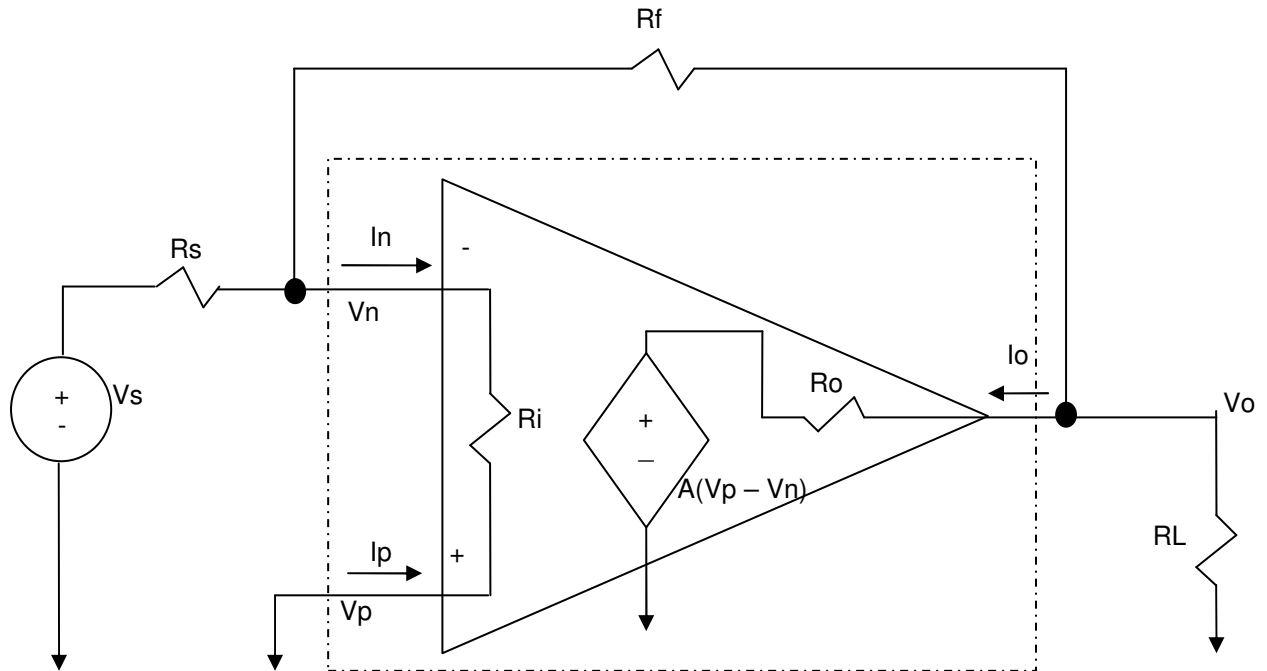 Rf
In
-
Rs
Vn
Io
Ro
+
-
Vs
Ri
Vo
+
–
A(Vp – Vn)
RL
Ip
+
Vp